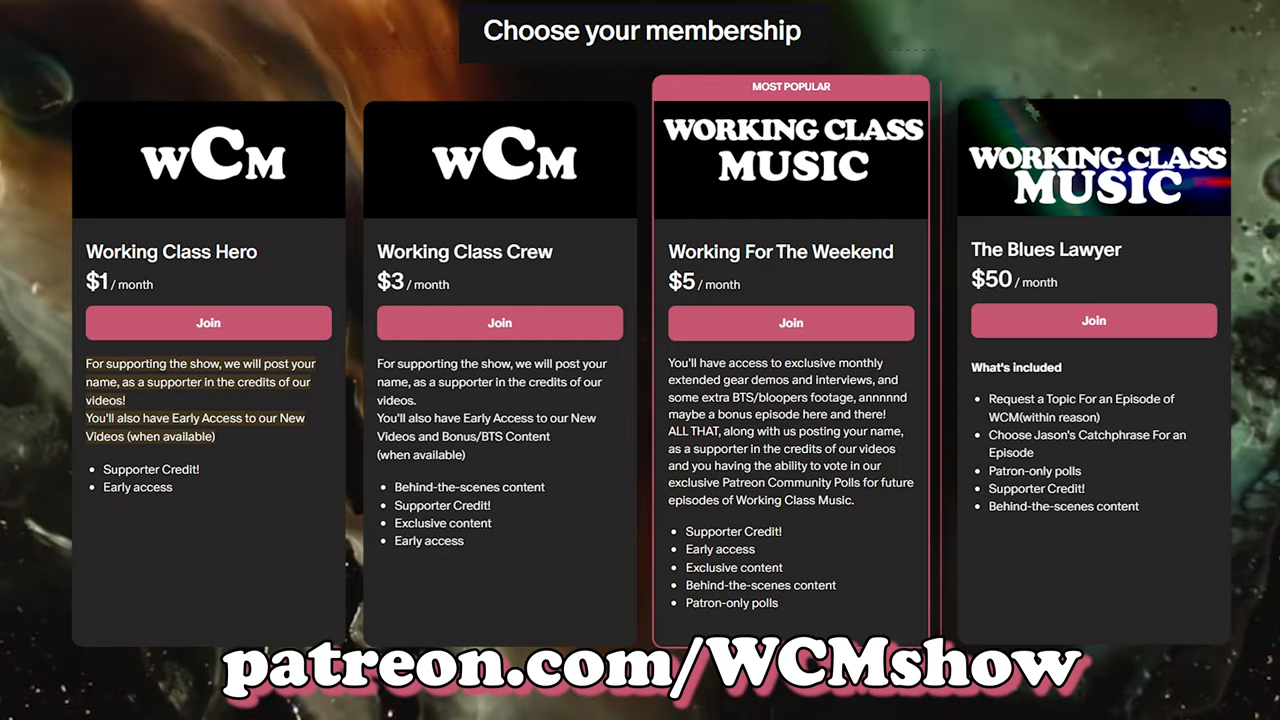 Choose your membership
WCM
Working Class Hero
$1 / month
Join
For supporting the show, we will post your
name, as a supporter in the credits of our
videos!
You'll also have Early Access to our New
Videos (when available)
• Supporter Credit!
• Early access
WCM
Working Class Crew
$3 / month
Join
For supporting the show, we will post your
name, as a supporter in the credits of our
videos.
You'll also have Early Access to our New
Videos and Bonus/BTS Content
(when available)
• Behind-the-scenes content
• Supporter Credit!
• Exclusive content
• Early access
MOST POPULAR
WORKING CLASS
MUSIC
Working For The Weekend
$5 / month
Join
You'll have access to exclusive monthly
extended gear demos and interviews, and
some extra BTS/bloopers footage, annnnnd
maybe a bonus episode here and there!
ALL THAT, along with us posting your name,
as a supporter in the credits of our videos
and you having the ability to vote in our
exclusive Patreon Community Polls for future
episodes of Working Class Music.
• Supporter Credit!
• Early access
• Exclusive content
• Behind-the-scenes content
• Patron-only polls
WORKING CLASS
MUSIC
The Blues Lawyer
$50 / month
Join
What's included
• Request a Topic For an Episode of
WCM(within reason)
• Choose Jason's Catchphrase For an
Episode
• Patron-only polls
• Supporter Credit!
• Behind-the-scenes content
patreon.com/WCMshow